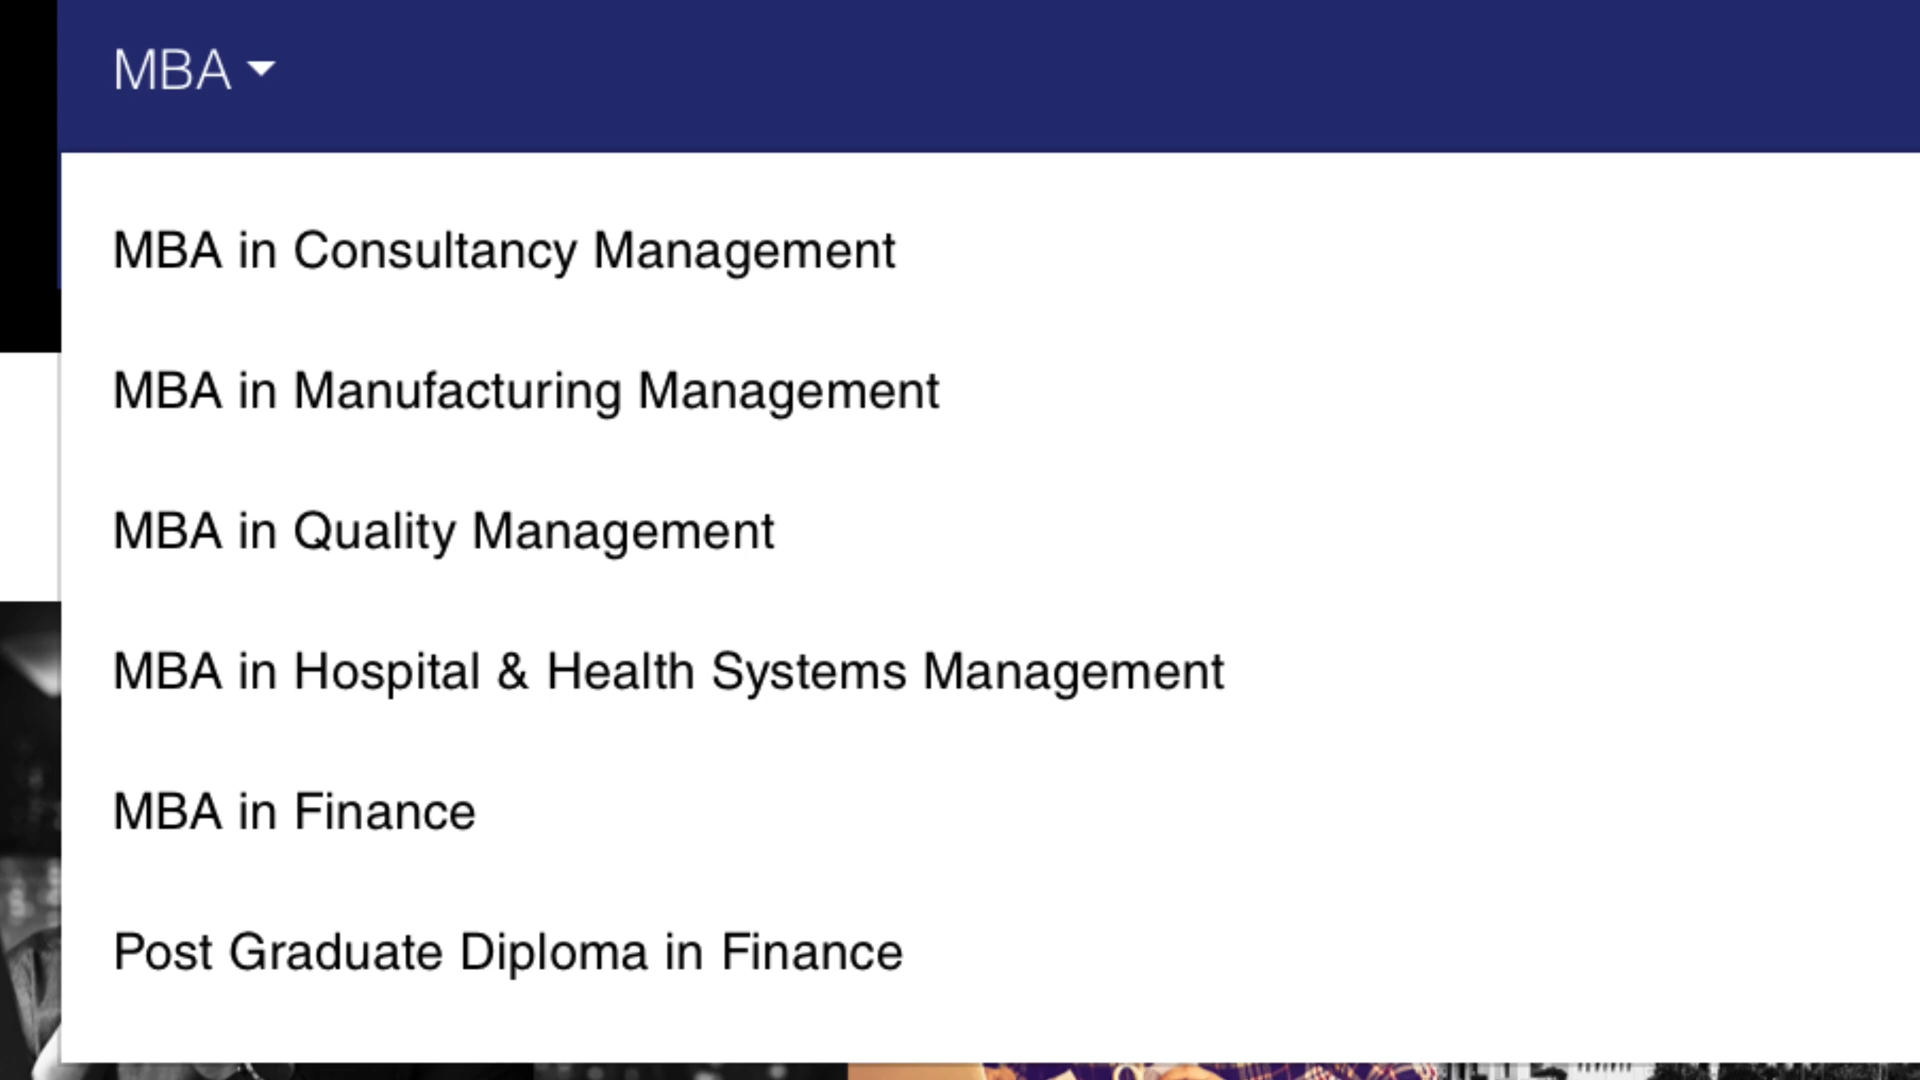 MBA
MBA in Consultancy Management
MBA in Manufacturing Management
MBA in Quality Management
MBA in Hospital & Health Systems Management
MBA in Finance
Post Graduate Diploma in Finance